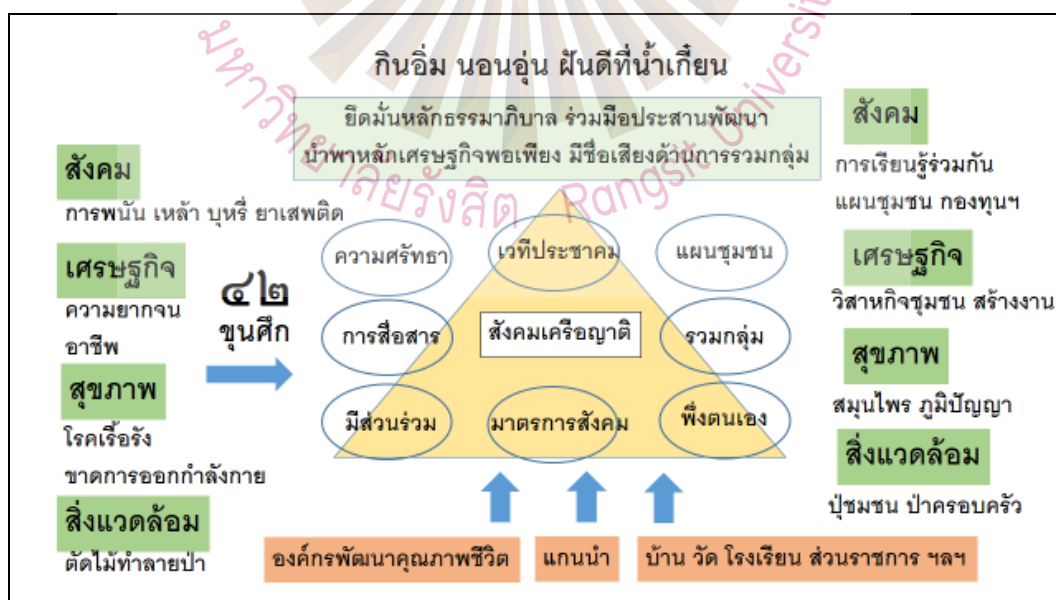 มหาวิทยาลัยรังสิต Rangsit Universit
กินอิ่ม นอนอุ่น ฝันดีที่น้ำเกี๋ยน
ยึดมั่นหลักธรรมาภิบาล ร่วมมือประสานพัฒนา
นำพาหลักเศรษฐกิจพอเพียง มีชื่อเสียงด้านการรวมกลุ่ม
สังคม
การพนัน เหล้า บุหรี่ ยาเสพติด
เศรษฐกิจ
ความยากจน
อาชีพ
สุขภาพ
โรคเรื้อรัง
ขาดการออกกำลังกาย
สิ่งแวดล้อม
ตัดไม้ทำลายป่า
๔๒
ขุนศึก
ความศรัทธา
เวทีประชาคม
แผนชุมชน
การสื่อสาร
สังคมเครือญาติ
รวมกลุ่ม
มีส่วนร่วม
มาตรการสังคม
พึ่งตนเอง
องค์กรพัฒนาคุณภาพชีวิต
แกนนำ
บ้าน วัด โรงเรียน ส่วนราชการ ฯลฯ
สังคม
การเรียนรู้ร่วมกัน
แผนชุมชน กองทุนฯ
เศรษฐกิจ
วิสาหกิจชุมชน สร้างงาน
สุขภาพ
สมุนไพร ภูมิปัญญา
สิ่งแวดล้อม
ปุ๋ชุมชน ป่าครอบครัว